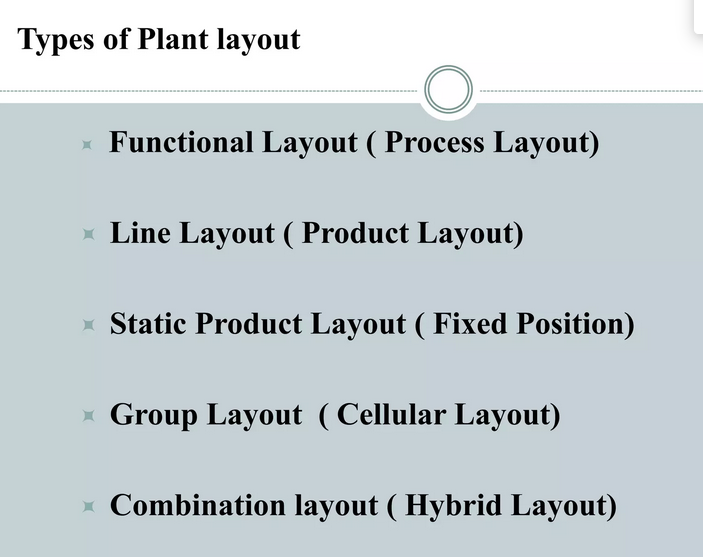 Types of Plant layout
Functional Layout ( Process Layout)
Line Layout ( Product Layout)
Static Product Layout ( Fixed Position)
Group Layout  ( Cellular Layout)
Combination layout ( Hybrid Layout)